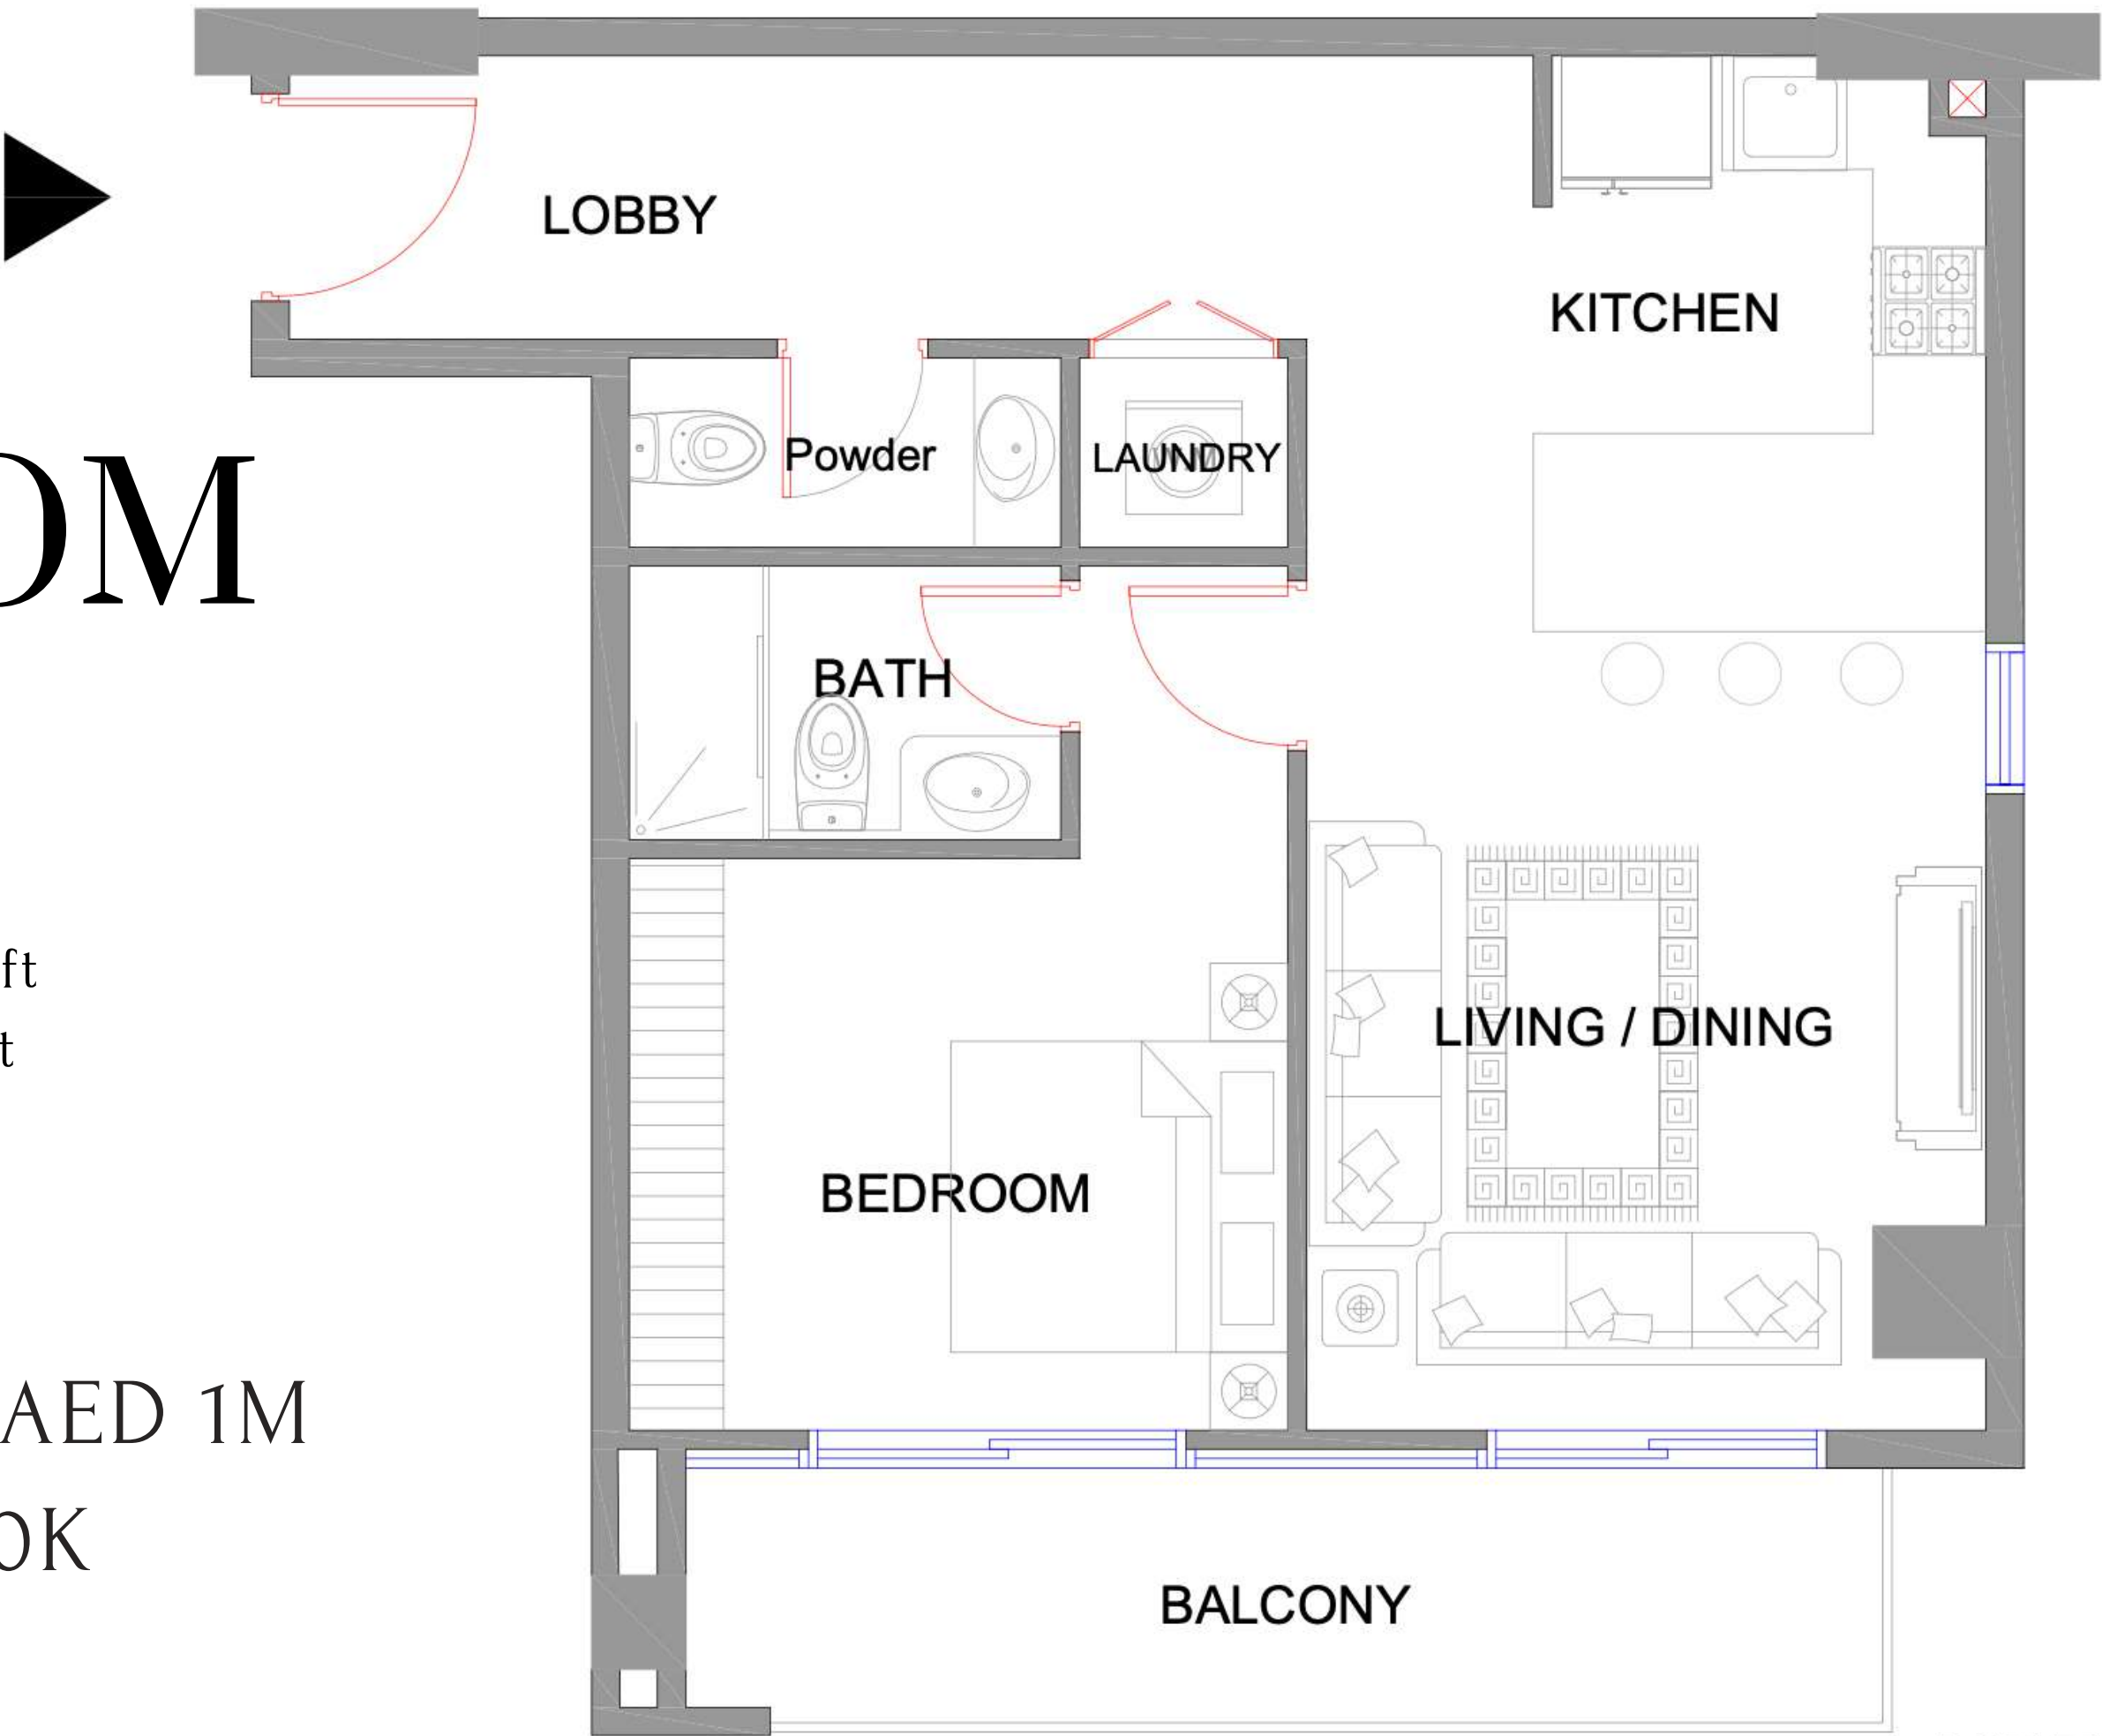 LOBBY
KITCHEN
Powder
LAUNDRY
OM
BATH
ft
t
LIVING / DINING
BEDROOM
AED 1M
0K
BALCONY